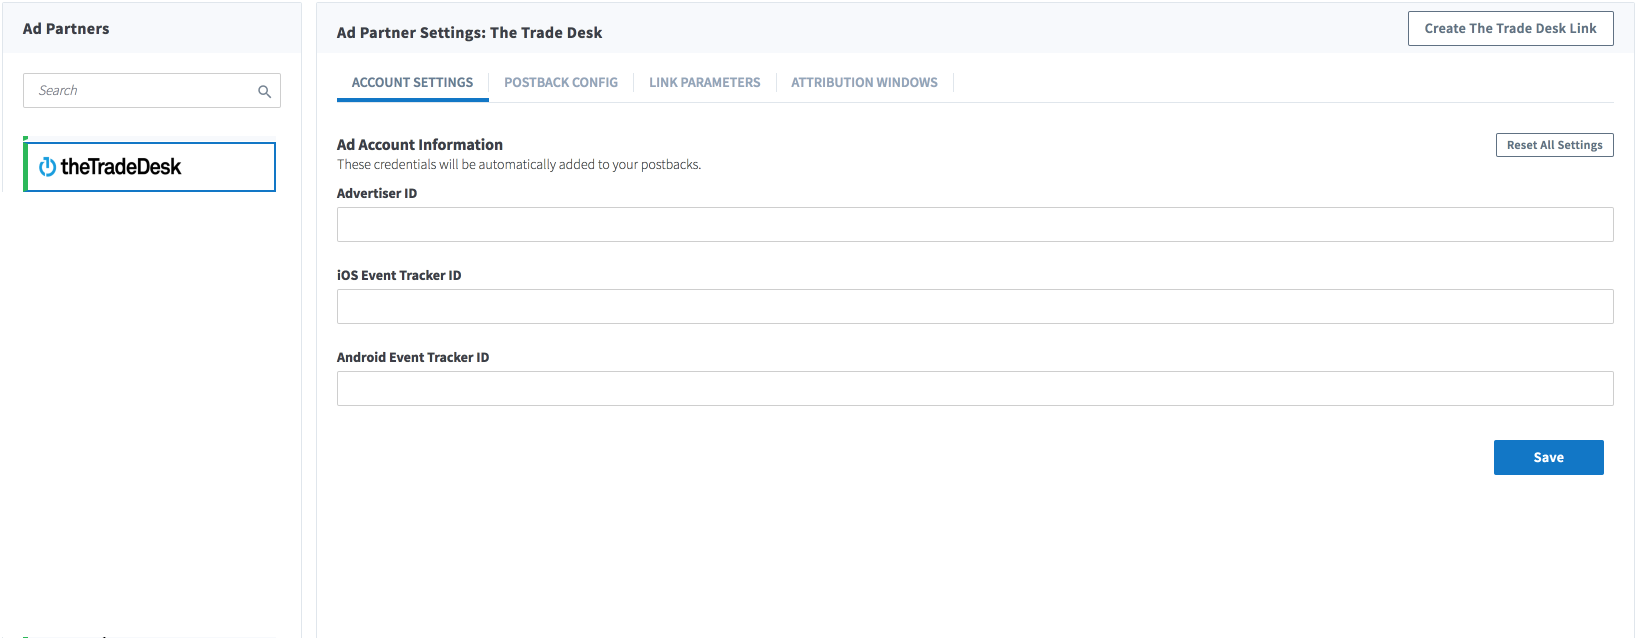 Ad Partners
Search
theTradeDesk
Ad Partner Settings: The Trade Desk
Create The Trade Desk Link
ACCOUNT SETTINGS
POSTBACK CONFIG
LINK PARAMETERS
ATTRIBUTION WINDOWS
Ad Account Information
Reset All Settings
These credentials will be automatically added to your postbacks.
Advertiser ID
iOS Event Tracker ID
Android Event Tracker ID
Save